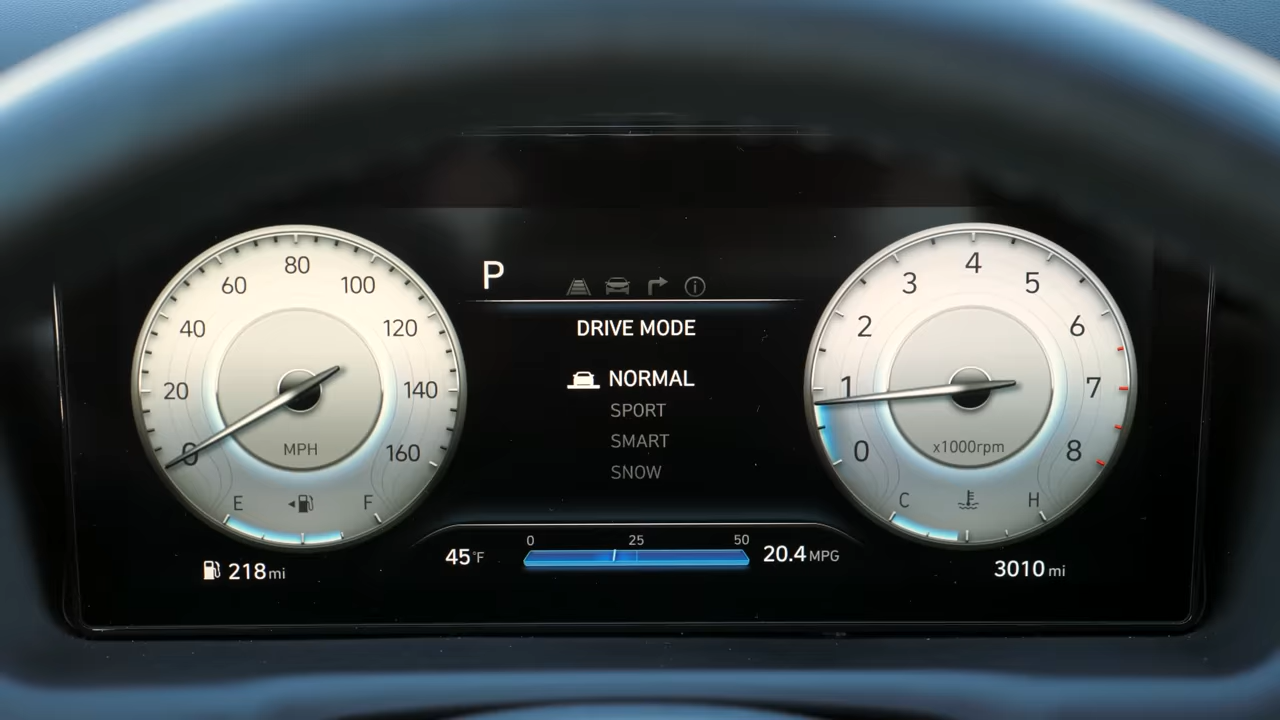 0
20
40
60
80
100
120
140
160
MPH
E
F
218 mi
P
DRIVE MODE
NORMAL
SPORT
SMART
SNOW
0 25 50
45°F
20.4 MPG
0
1
2
3
4
5
6
7
8
x1000rpm
C
H
3010 mi